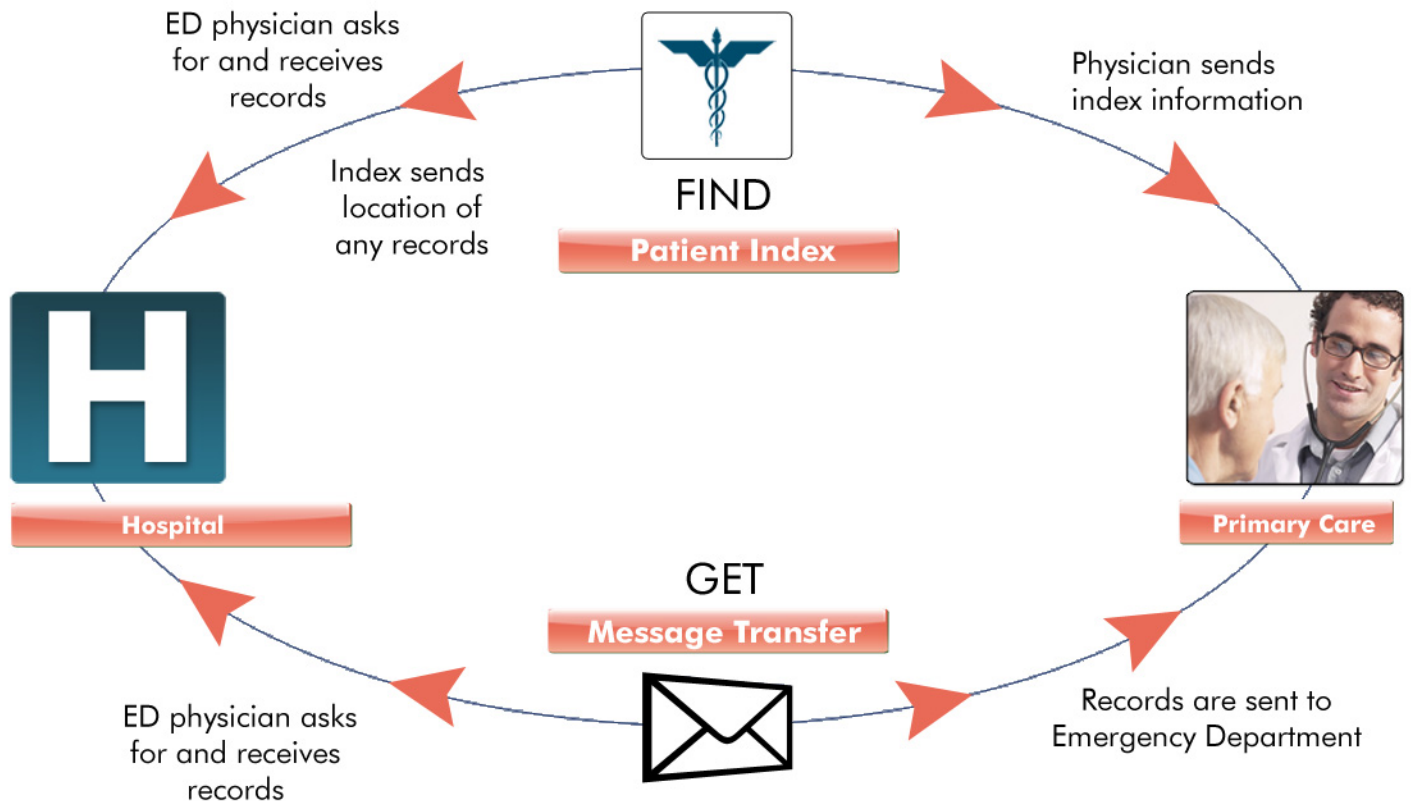 ED physician asks
for and receives
records
Index sends
location of
any records
FIND
Patient Index
Physician sends
index information
H
Hospital
Primary Care
GET
Message Transfer
ED physician asks
for and receives
records
Records are sent to
Emergency Department